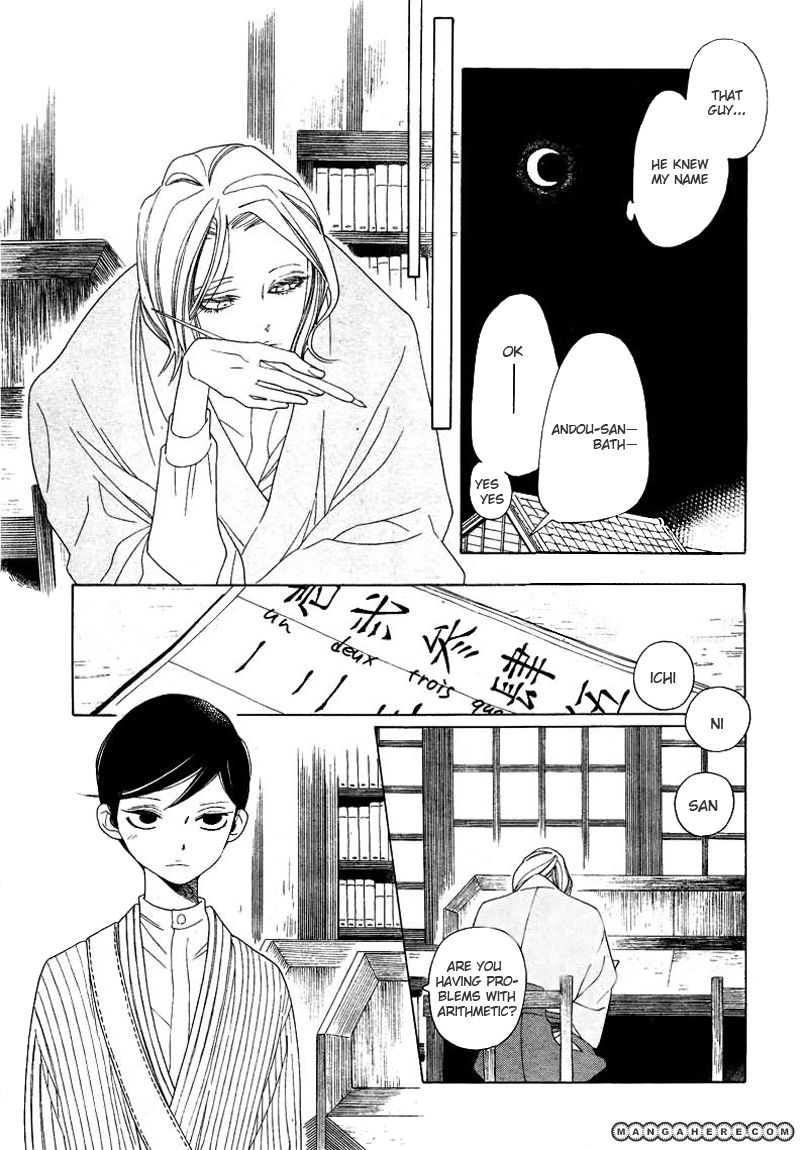 THAT
GUY...
HE KNEW
MY NAME
ANDOU-SAN—
BATH—
OK
—
YES
YES
un
deux
trois
ICHI
NI
SAN
ARE YOU
HAVING PRO-
BLEMS WITH
ARITHMETIC?
MANGAHERE.COM